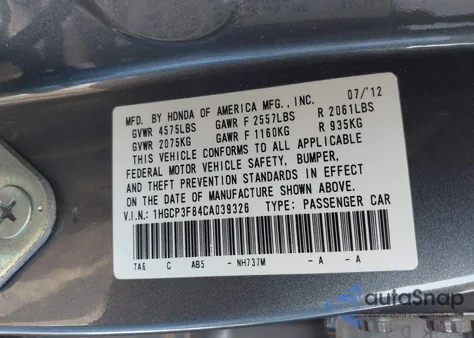 MFD. BY HONDA OF AMERICA MFG., INC. 07/'12
GVWR 4575LBS GAWR F 2557LBS R 2061LBS
GVWR 2075KG GAWR F 1160KG R 935KG
THIS VEHICLE CONFORMS TO ALL APPLICABLE
FEDERAL MOTOR VEHICLE SAFETY, BUMPER,
AND THEFT PREVENTION STANDARDS IN EFFECT
ON THE DATE OF MANUFACTURE SHOWN ABOVE.
V.I.N.: 1HGCP3F84CA039326 TYPE: PASSENGER CAR
TA6 C AB5 - NH737M - A - A
autoSnap